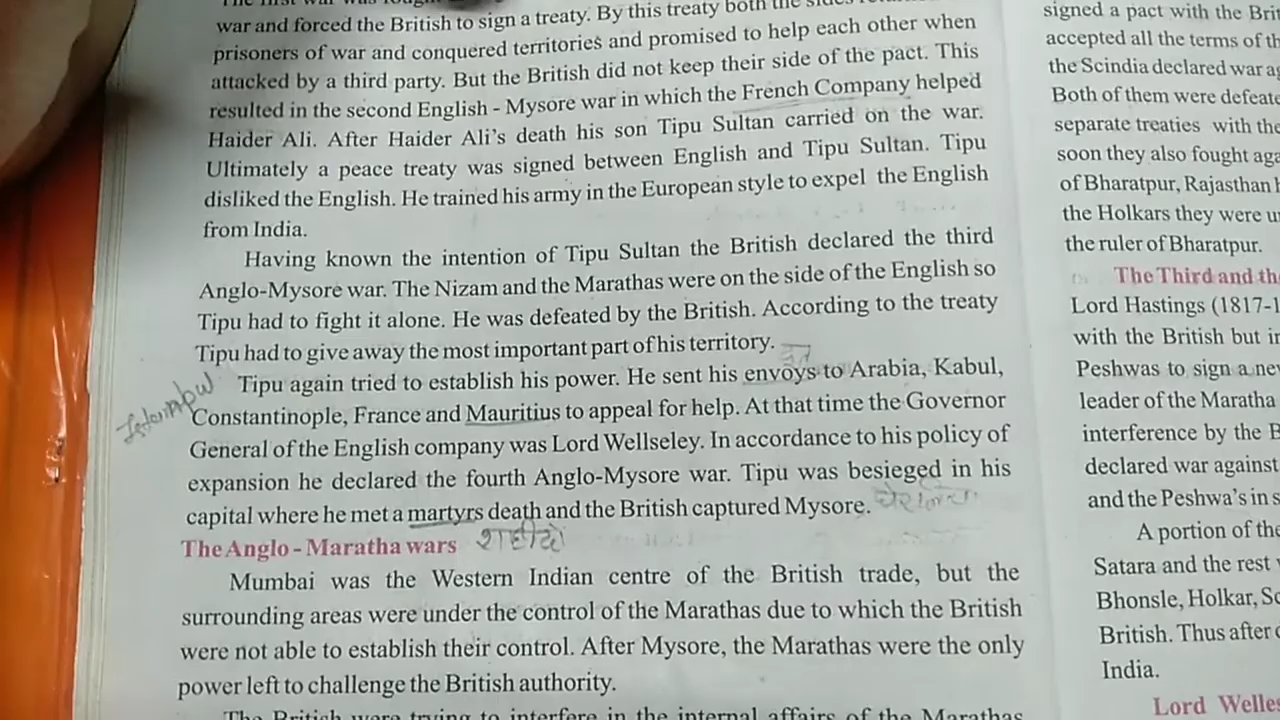 war and forced the British to sign a treaty. By this treaty both the sides
prisoners of war and conquered territories and promised to help each other when
attacked by a third party. But the British did not keep their side of the pact. This
resulted in the second English - Mysore war in which the French Company helped
Haider Ali. After Haider Ali's death his son Tipu Sultan carried on the war.
Ultimately a peace treaty was signed between English and Tipu Sultan. Tipu
disliked the English. He trained his army in the European style to expel the English
from India.
Having known the intention of Tipu Sultan the British declared the third
Anglo-Mysore war. The Nizam and the Marathas were on the side of the English so
Tipu had to fight it alone. He was defeated by the British. According to the treaty
Tipu had to give away the most important part of his territory.
Tipu again tried to establish his power. He sent his envoys to Arabia, Kabul,
Constantinople, France and Mauritius to appeal for help. At that time the Governor
General of the English company was Lord Wellseley. In accordance to his policy of
expansion he declared the fourth Anglo-Mysore war. Tipu was besieged in his
capital where he met a martyrs death and the British captured Mysore.
The Anglo - Maratha wars
Mumbai was the Western Indian centre of the British trade, but the
surrounding areas were under the control of the Marathas due to which the British
were not able to establish their control. After Mysore, the Marathas were the only
power left to challenge the British authority.
The British were trying to interfere in the internal affairs of the Marathas
signed a pact with the
accepted all the terms of
the Scindia declared war
Both of them were
separate treaties with
soon they also fought
of Bharatpur, Rajasthan
the Holkars they were
the ruler of Bharatpur.
The Third and
Lord Hastings (1817-
with the British but
Peshwas to sign a
leader of the Maratha
interference by the
declared war against
and the Peshwa's in
A portion of the
Satara and the rest
Bhonsle, Holkar,
British. Thus after
India.
Lord